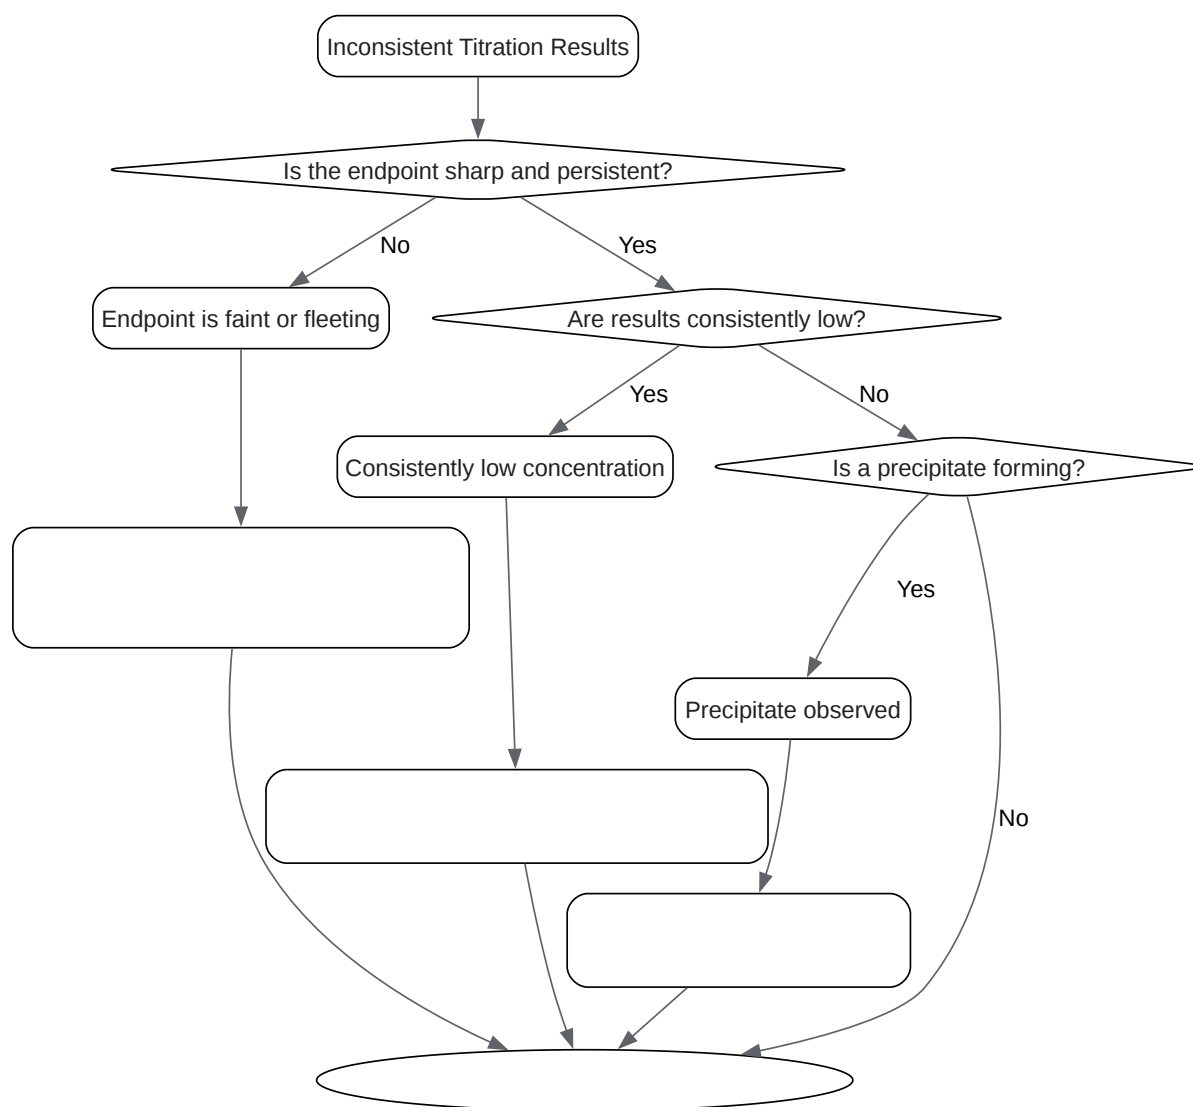 Inconsistent Titration Results
Is the endpoint sharp and persistent?
No
Yes
Endpoint is faint or fleeting
Are results consistently low?
Yes
No
Consistently low concentration
Is a precipitate forming?
Yes
Precipitate observed
No